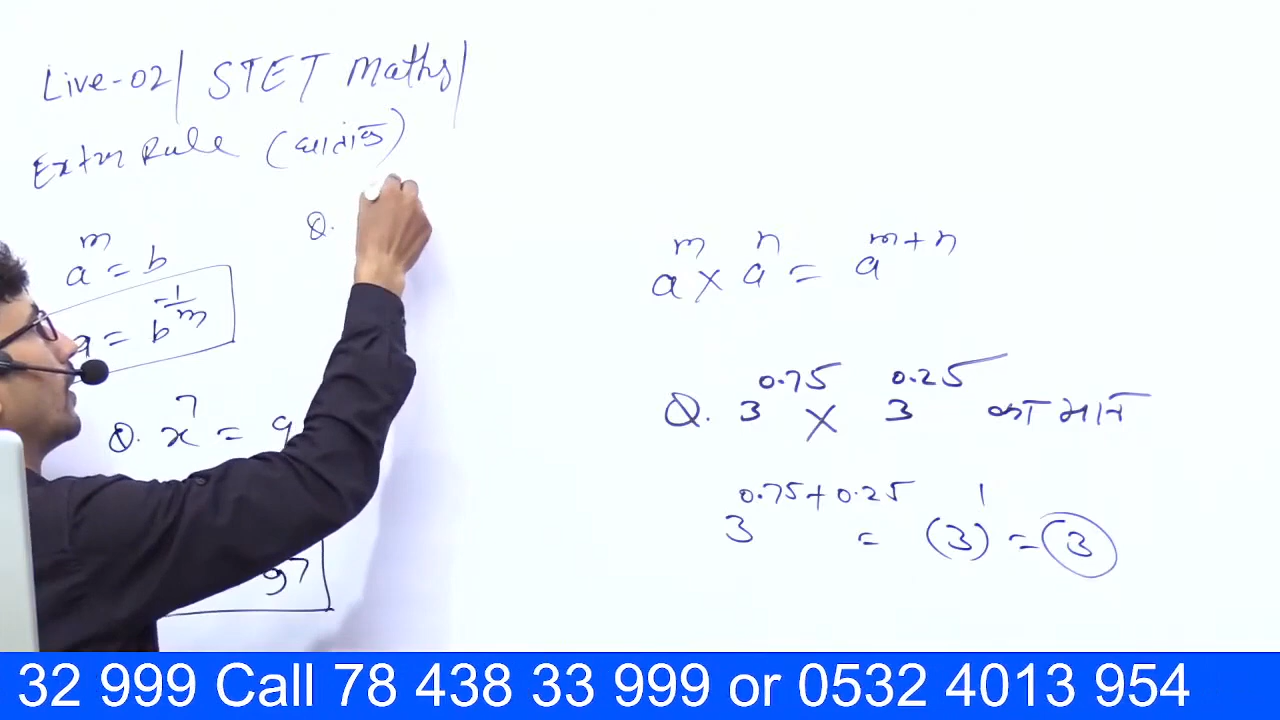 Live-02 / STET Maths /
Extra Rule (घातांक)
a^m = b
a = b^{1/m}
Q. x^7 = 9
97
Q.
a^m × a^n = a^{m+n}
Q. 3^{0.75} × 3^{0.25} का मान
3^{0.75+0.25} = (3)^1 = 3
32 999 Call 78 438 33 999 or 0532 4013 954